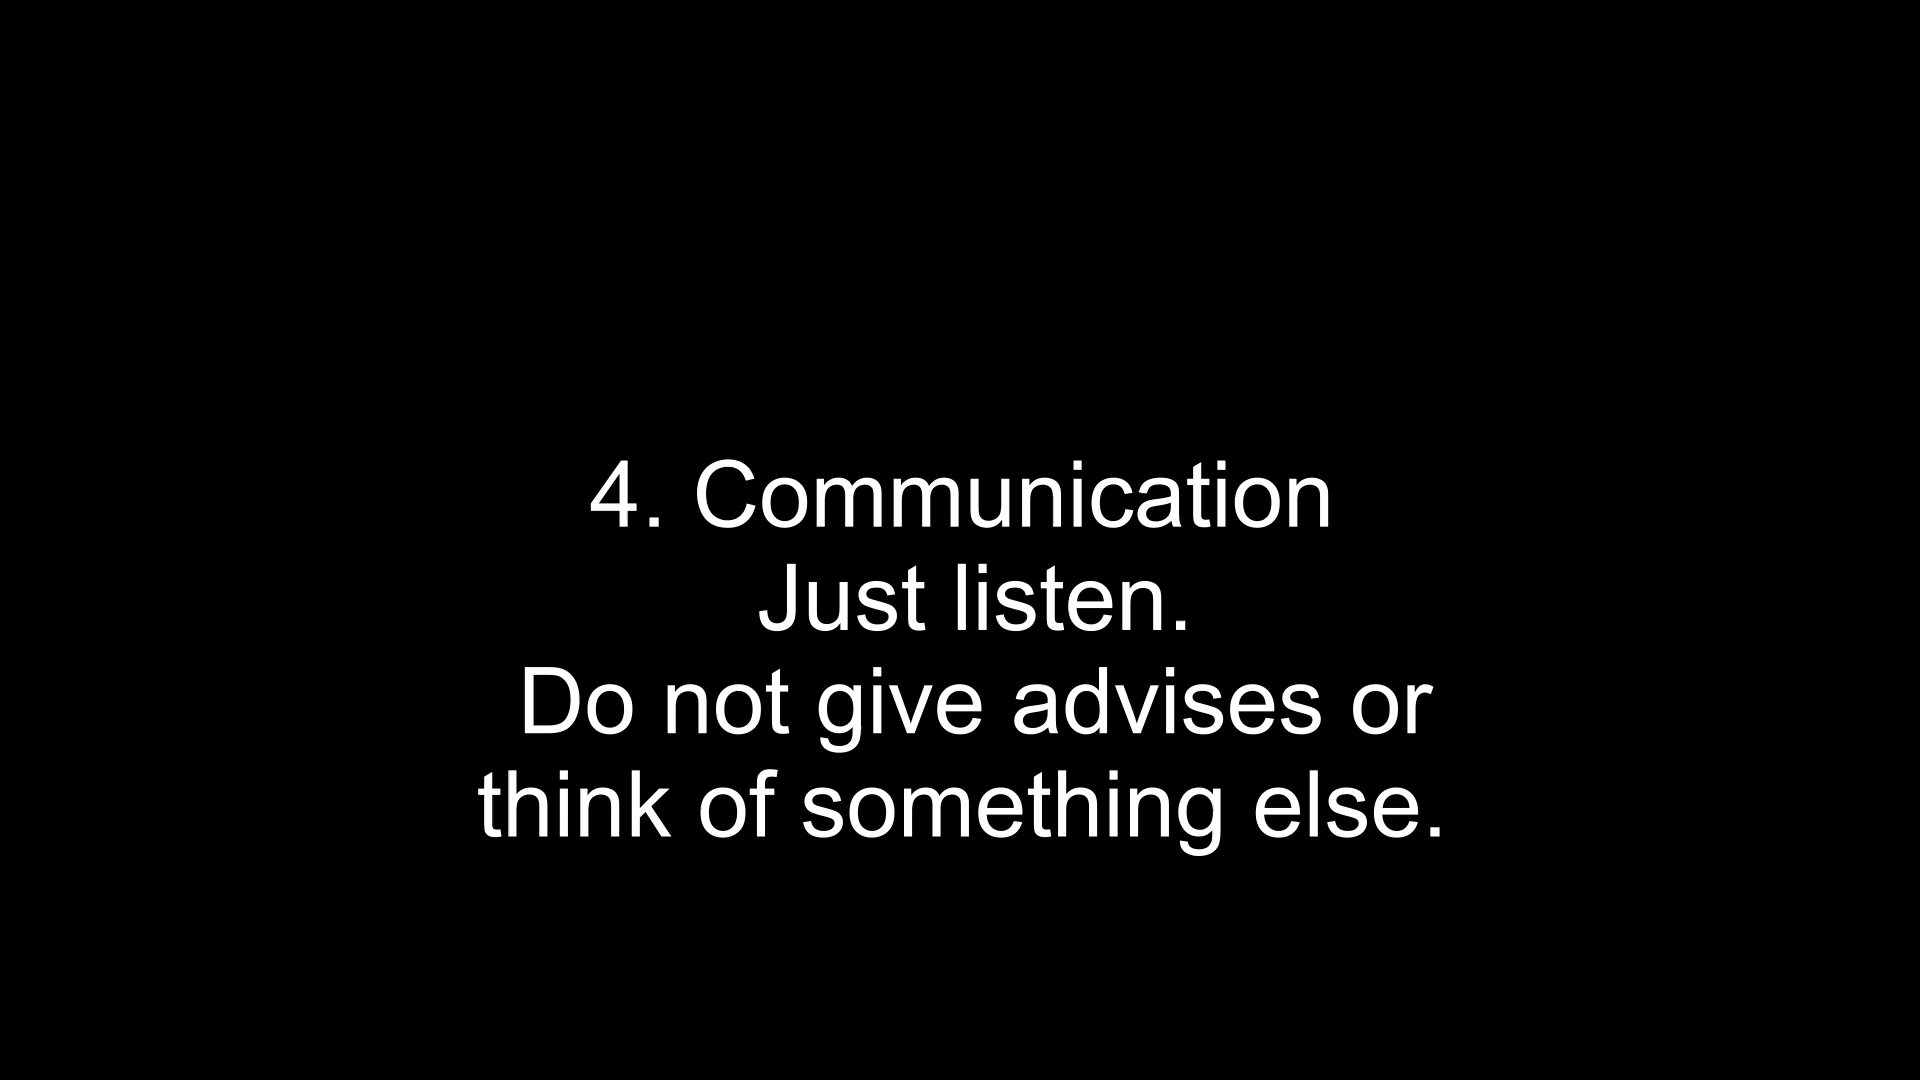 4. Communication
Just listen.
Do not give advises or
think of something else.